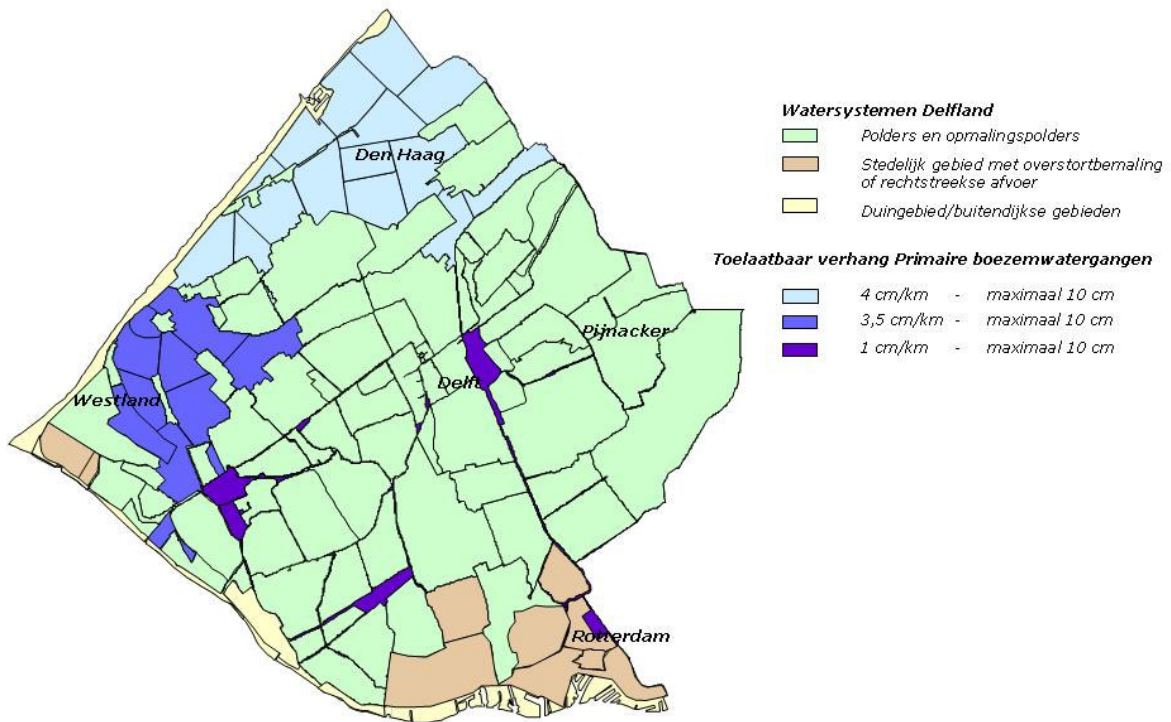 Den Haag
Pijnacker
Delft
Westland
Rotterdam
Watersystemen Delfland
Polders en opmalingspolders
Stedelijk gebied met overstortbemaling
of rechtstreekse afvoer
Duingebied/buitendijkse gebieden
Toelaatbaar verhang Primaire boezemwatergangen
4 cm/km - maximaal 10 cm
3,5 cm/km - maximaal 10 cm
1 cm/km - maximaal 10 cm